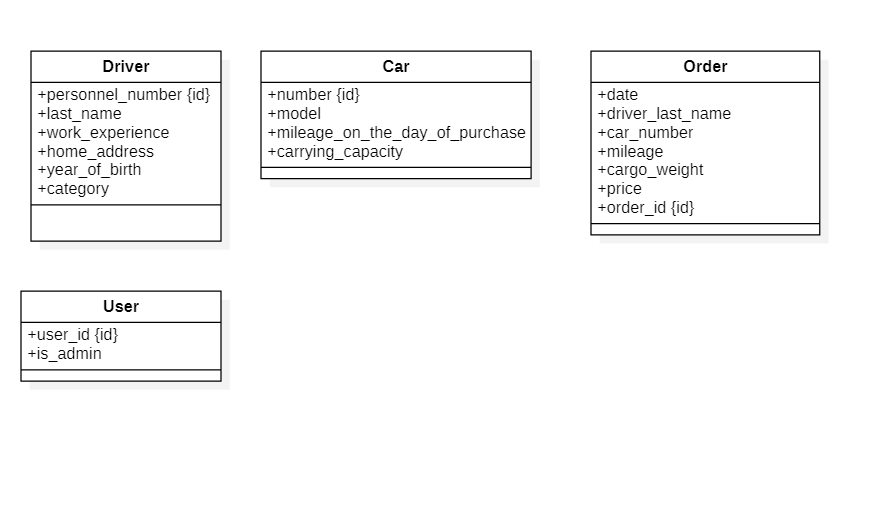 Driver
+personnel_number {id}
+last_name
+work_experience
+home_address
+year_of_birth
+category
Car
+number {id}
+model
+mileage_on_the_day_of_purchase
+carrying_capacity
Order
+date
+driver_last_name
+car_number
+mileage
+cargo_weight
+price
+order_id {id}
User
+user_id {id}
+is_admin